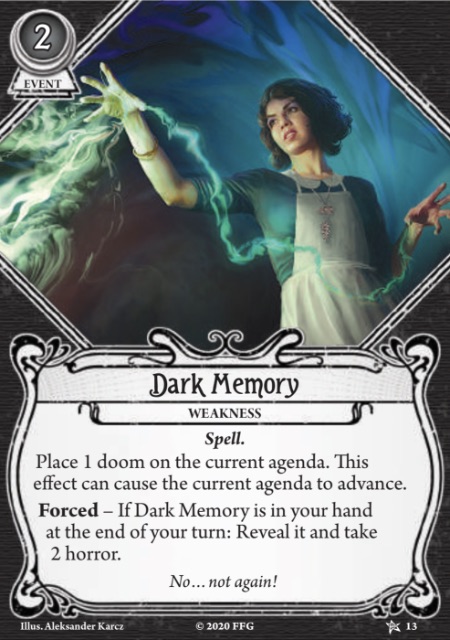 2
EVENT
Dark Memory
WEAKNESS
Spell.
Place 1 doom on the current agenda. This
effect can cause the current agenda to advance.
Forced – If Dark Memory is in your hand
at the end of your turn: Reveal it and take
2 horror.
No…not again!
Illus. Aleksander Karcz © 2020 FFG 13